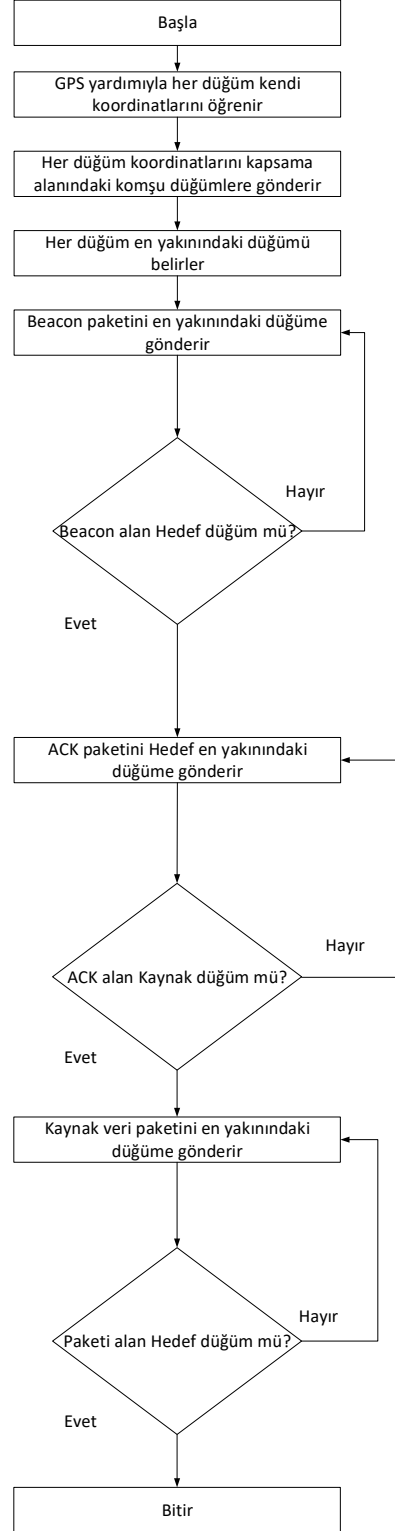 Başla
GPS yardımıyla her düğüm kendi
koordinatlarını öğrenir
Her düğüm koordinatlarını kapsama
alanındaki komşu düğümlere gönderir
Her düğüm en yakınındaki düğümü
belirler
Beacon paketini en yakınındaki düğüme
gönderir
Hayır
Beacon alan Hedef düğüm mü?
Evet
ACK paketini Hedef en yakınındaki
düğüme gönderir
Hayır
ACK alan Kaynak düğüm mü?
Evet
Kaynak veri paketini en yakınındaki
düğüme gönderir
Hayır
Paketi alan Hedef düğüm mü?
Evet
Bitir